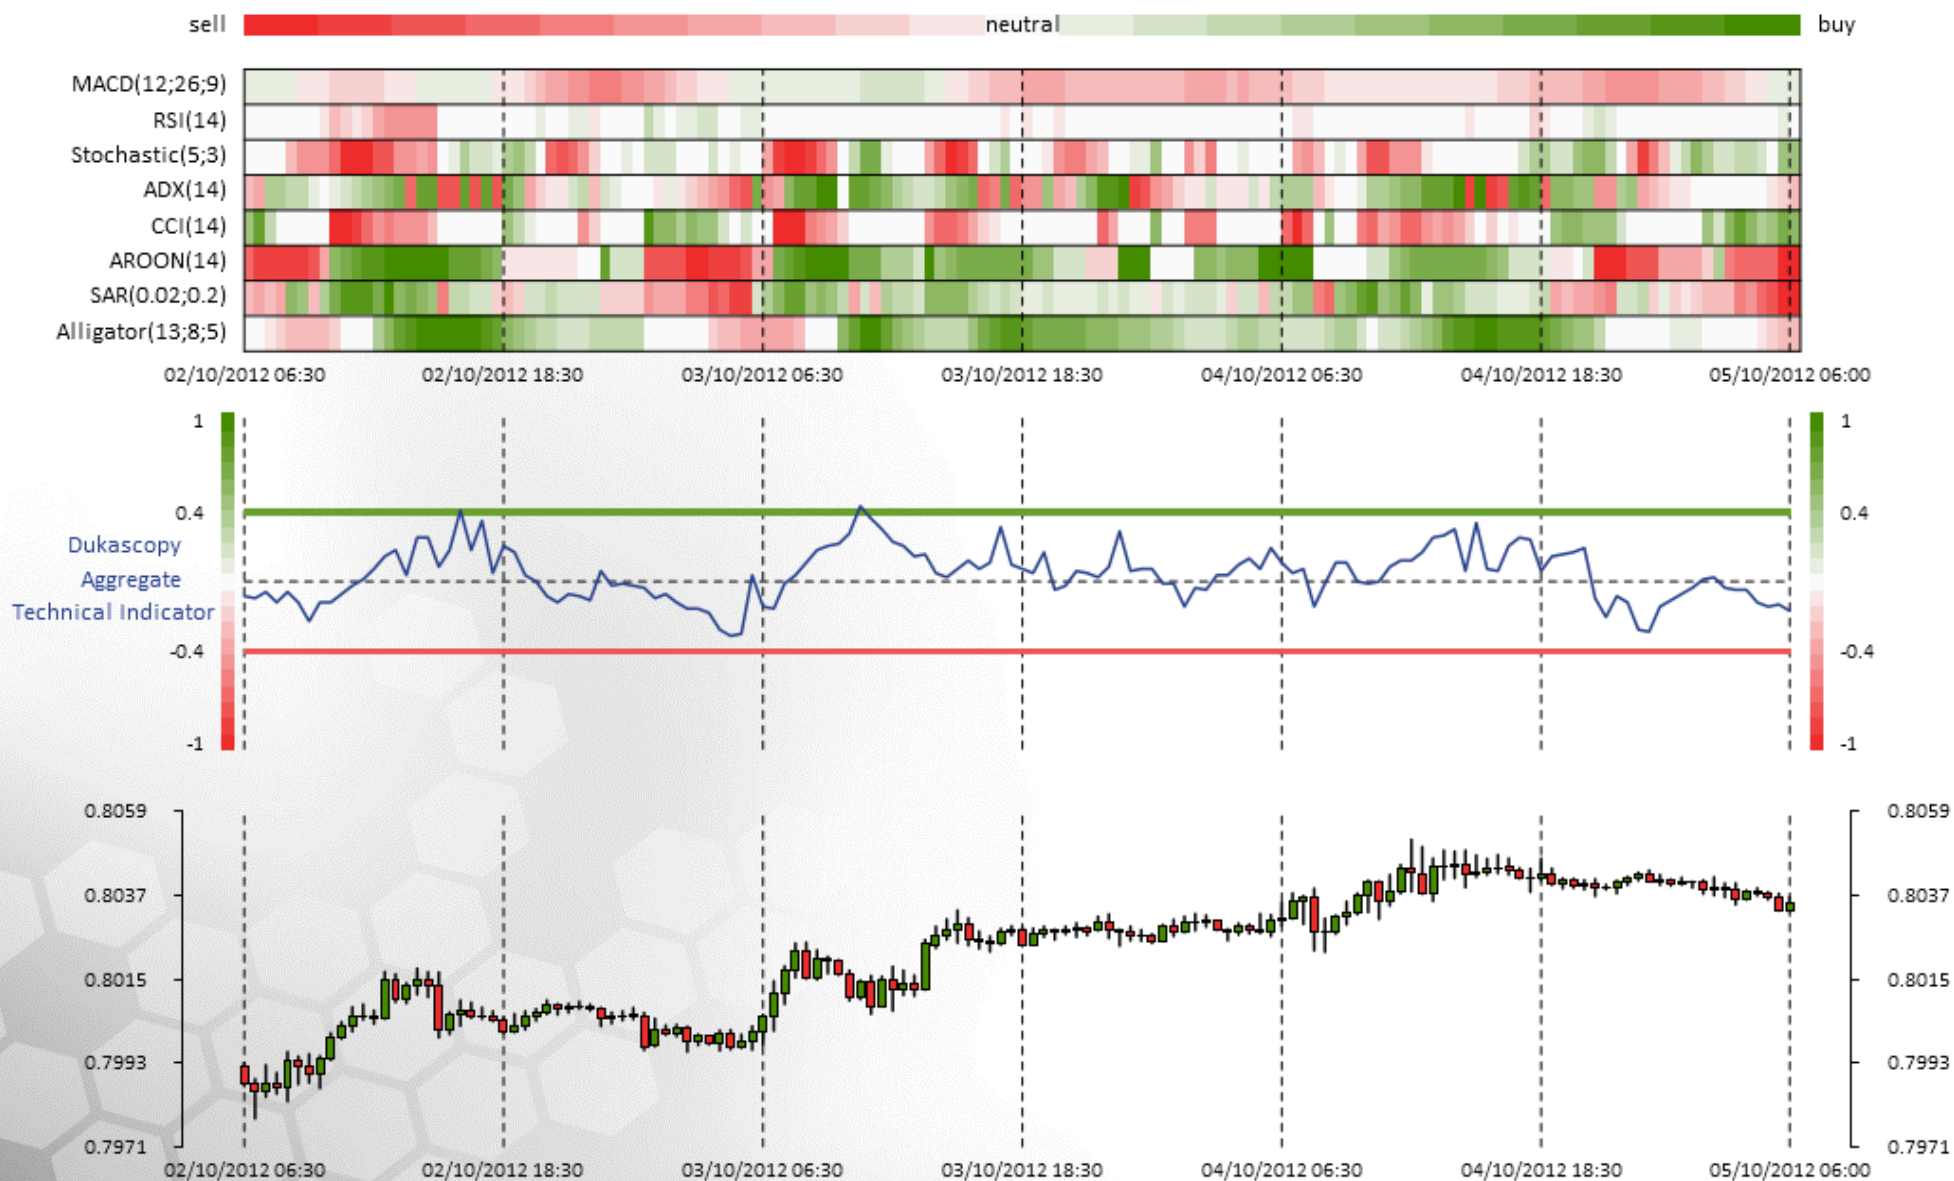 sell neutral buy
MACD(12;26;9)
RSI(14)
Stochastic(5;3)
ADX(14)
CCI(14)
AROON(14)
SAR(0.02;0.2)
Alligator(13;8;5)
02/10/2012 06:30 02/10/2012 18:30 03/10/2012 06:30 03/10/2012 18:30 04/10/2012 06:30 04/10/2012 18:30 05/10/2012 06:00
1 1
0.4 0.4
Dukascopy
Aggregate
Technical Indicator
-0.4 -0.4
-1 -1
0.8059 0.8059
0.8037 0.8037
0.8015 0.8015
0.7993 0.7993
0.7971 0.7971
02/10/2012 06:30 02/10/2012 18:30 03/10/2012 06:30 03/10/2012 18:30 04/10/2012 06:30 04/10/2012 18:30 05/10/2012 06:00